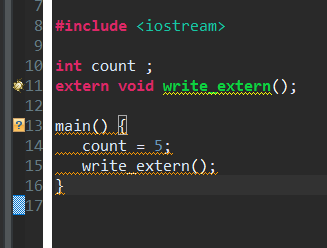 7
8 #include <iostream>
9
10 int count ;
11 extern void write_extern();
12
13 main() {
14 count = 5;
15 write_extern();
16 }
17